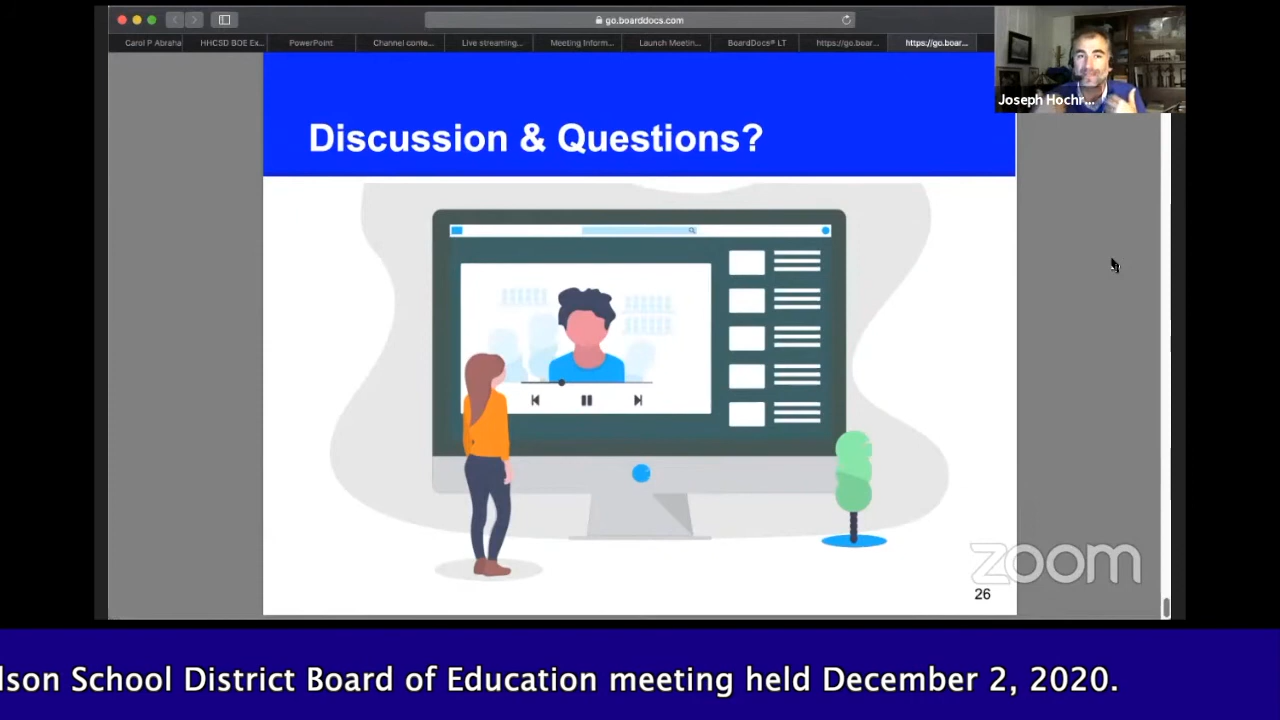 go.boarddocs.com
Carol P Abraha
HHCSD BOE Ex...
PowerPoint
Channel conte...
Live streaming...
Meeting Inform...
Launch Meetin...
BoardDocs® LT
https://go.boar...
https://go.boar...
Joseph Hochr...
Discussion & Questions?
zoom
26
lson School District Board of Education meeting held December 2, 2020.